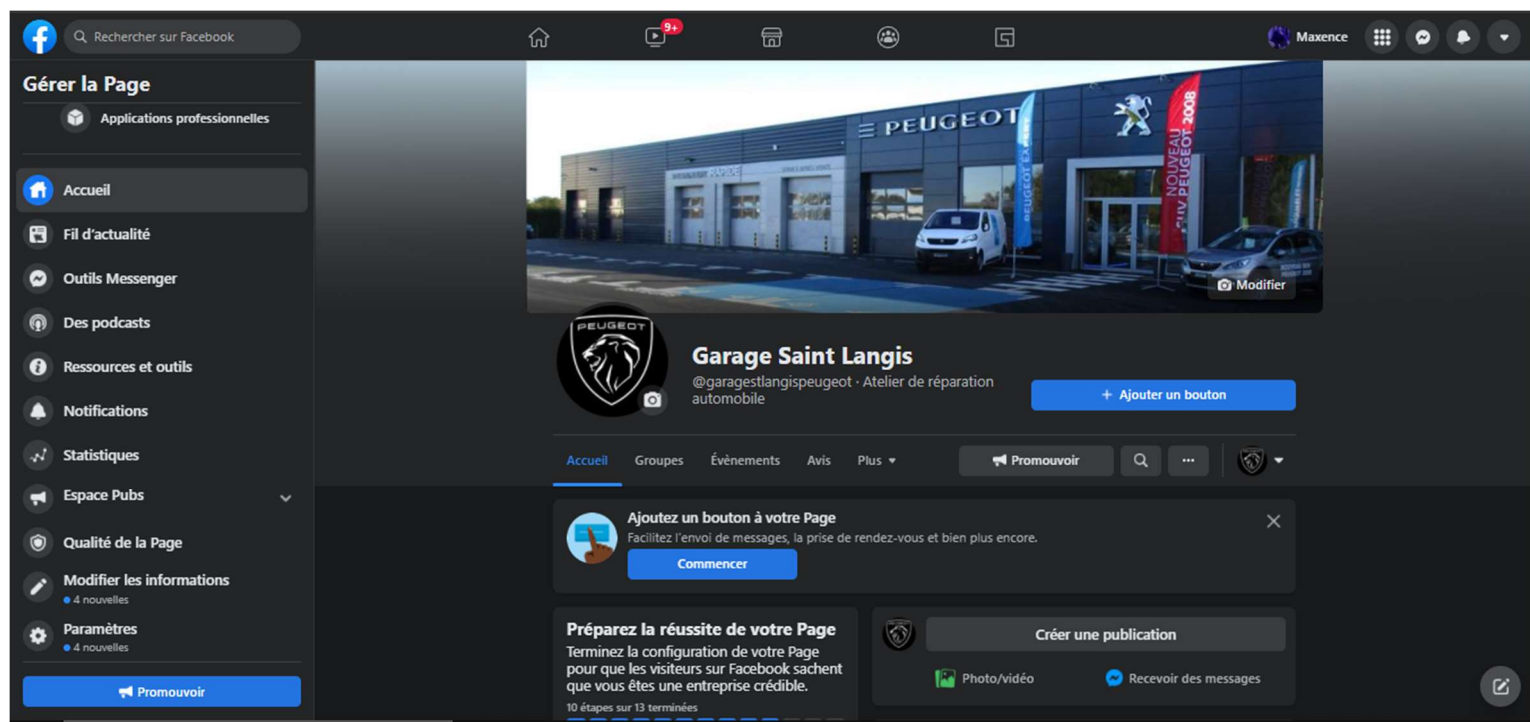 Rechercher sur Facebook
9+
Maxence
Gérer la Page
Applications professionnelles
Accueil
Fil d'actualité
Outils Messenger
Des podcasts
Ressources et outils
Notifications
Statistiques
Espace Pubs
Qualité de la Page
Modifier les informations
4 nouvelles
Paramètres
4 nouvelles
Promouvoir
PEUGEOT
RAPIDE
PEUGEOT EXPERT
NOUVEAU
SUV PEUGEOT 2008
Modifier
PEUGEOT
Garage Saint Langis
@garagestlangispeugeot · Atelier de réparation
automobile
+ Ajouter un bouton
Accueil Groupes Évènements Avis Plus
Promouvoir
Ajoutez un bouton à votre Page
Facilitez l'envoi de messages, la prise de rendez-vous et bien plus encore.
Commencer
Préparez la réussite de votre Page
Terminez la configuration de votre Page
pour que les visiteurs sur Facebook sachent
que vous êtes une entreprise crédible.
10 étapes sur 13 terminées
Créer une publication
Photo/vidéo
Recevoir des messages